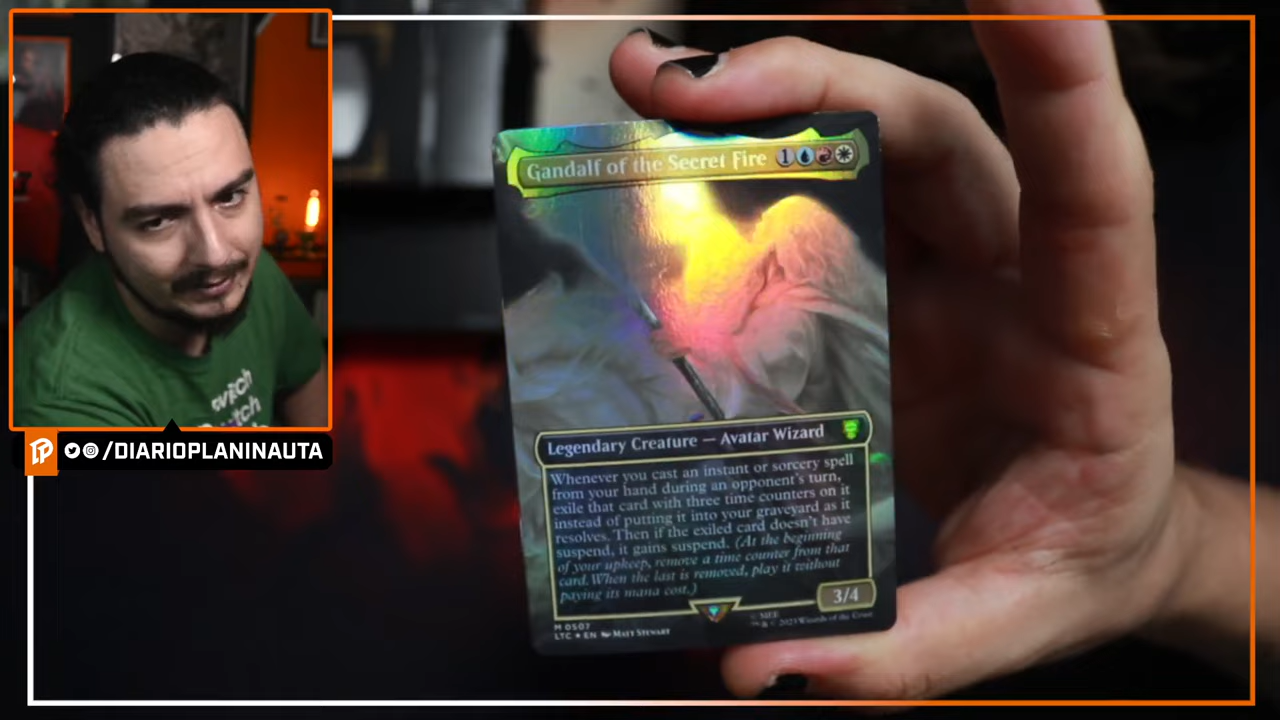 Gandalf of the Secret Fire 1
Legendary Creature — Avatar Wizard
Whenever you cast an instant or sorcery spell
from your hand during an opponent's turn,
exile that card with three time counters on it
instead of putting it into your graveyard as it
resolves. Then if the exiled card doesn't have
suspend, it gains suspend. (At the beginning
of your upkeep, remove a time counter from that
card. When the last is removed, play it without
paying its mana cost.)
3/4
M 0507
LTC • EN Matt Stewart
© MEE
™ & © 2023 Wizards of the Coast
switch
/DIARIOPLANINAUTA